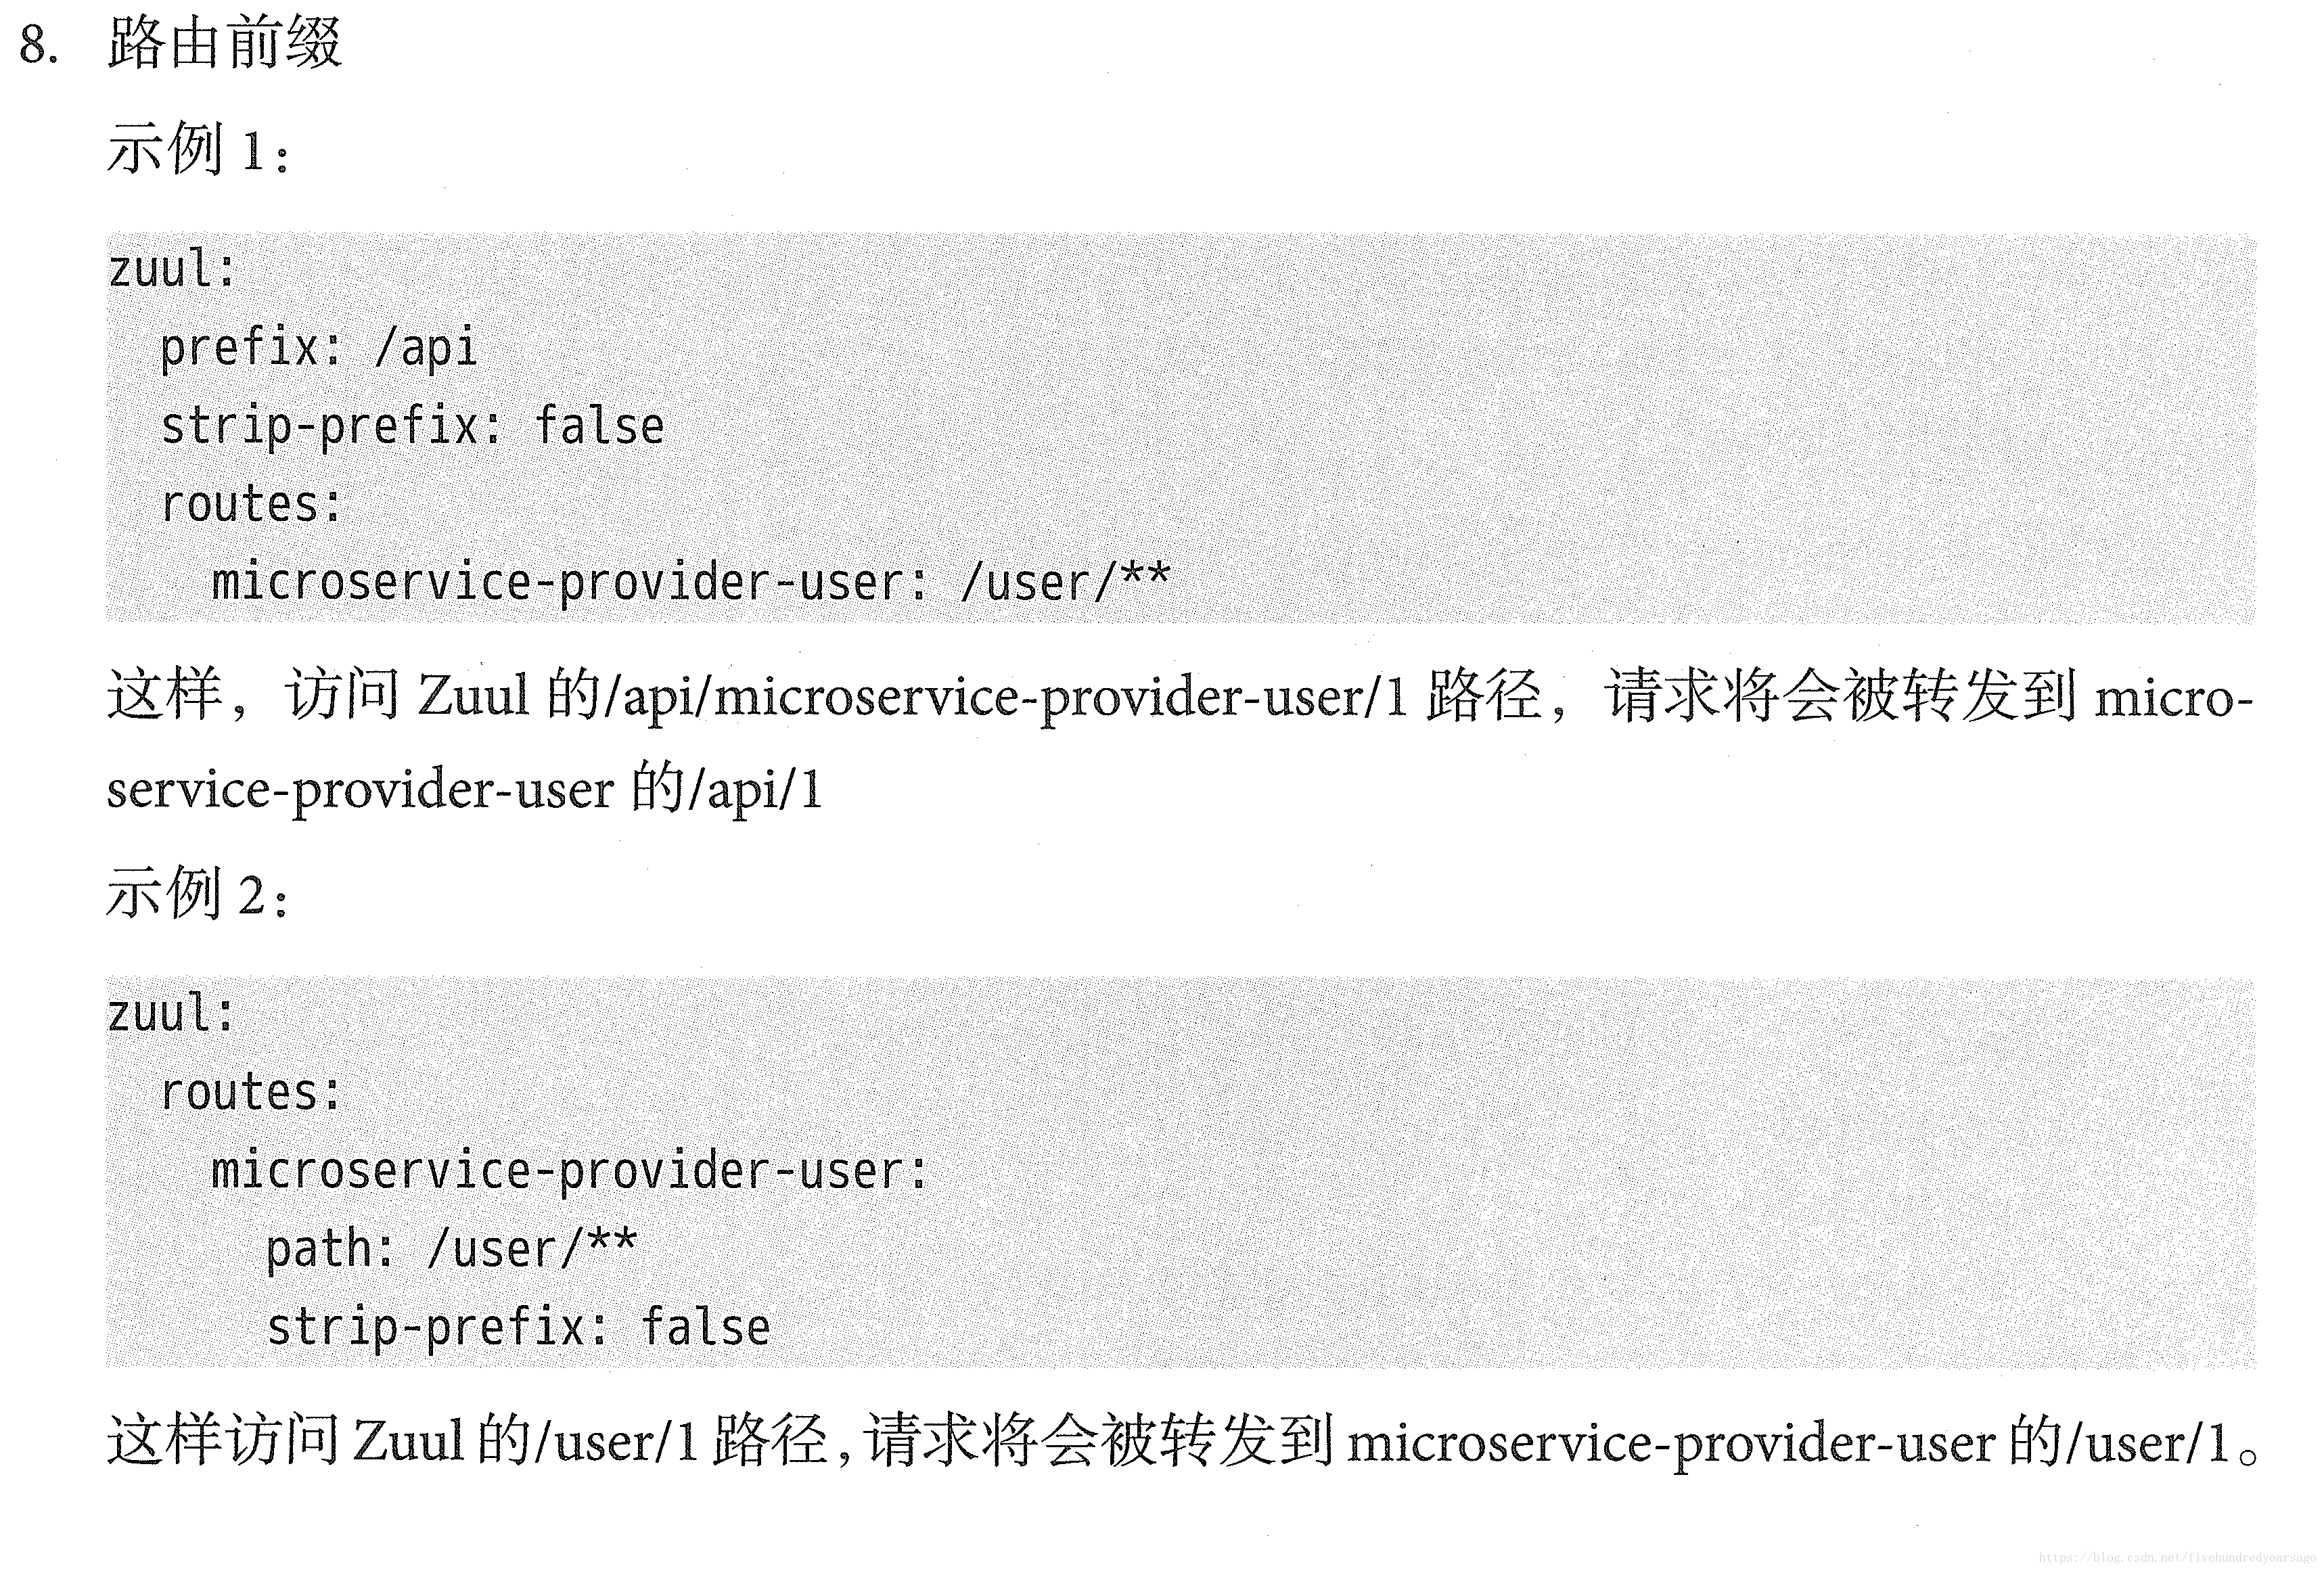 8. 路由前缀
示例 1：
zuul:
  prefix: /api
  strip-prefix: false
  routes:
    microservice-provider-user: /user/**
这样，访问 Zuul 的/api/microservice-provider-user/1 路径，请求将会被转发到 micro-
service-provider-user 的/api/1
示例 2：
zuul:
  routes:
    microservice-provider-user:
      path: /user/**
      strip-prefix: false
这样访问 Zuul 的/user/1 路径，请求将会被转发到 microservice-provider-user 的/user/1。
https://blog.csdn.net/fivehundredyearsago